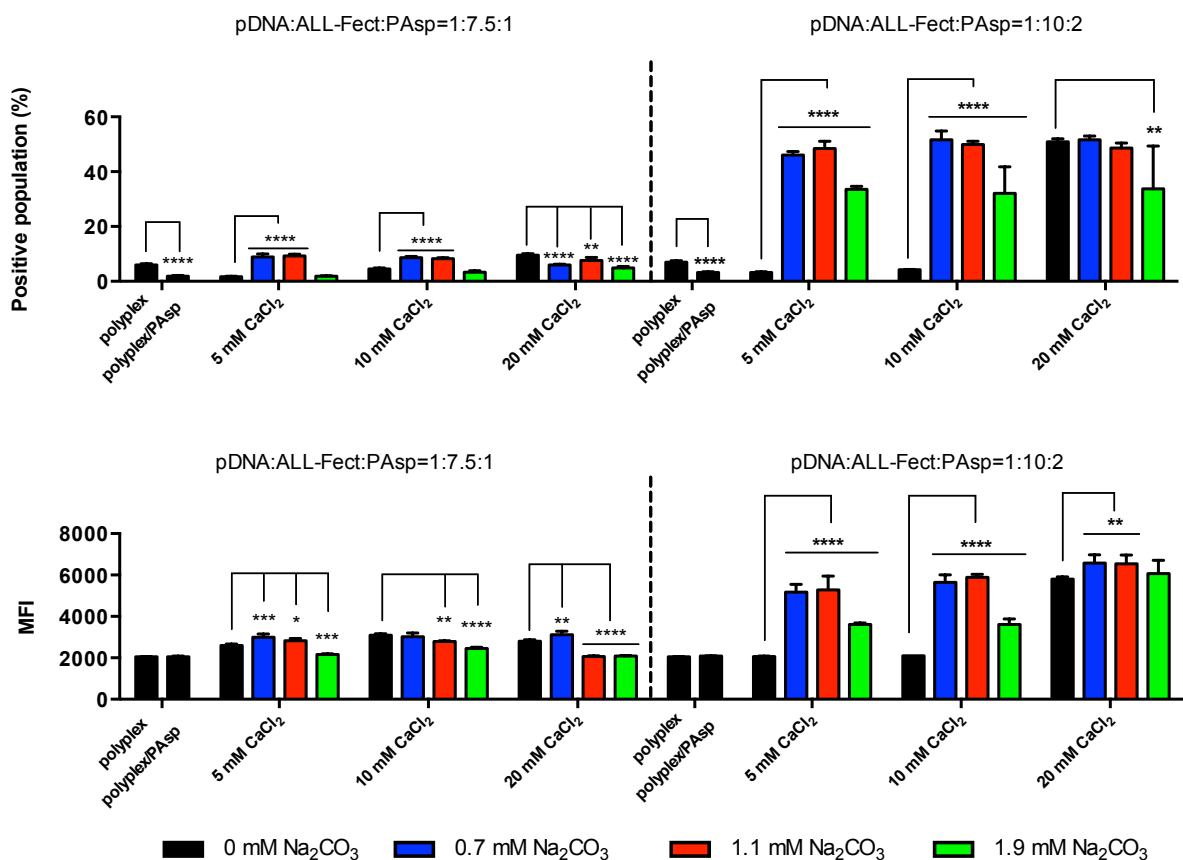 pDNA:ALL-Fect:PAsp=1:7.5:1 pDNA:ALL-Fect:PAsp=1:10:2
Positive population (%)
60
40
20
0
**** **** **** **** ** **** **** **** **** **
polyplex
polyplex/PAsp
5 mM CaCl₂
10 mM CaCl₂
20 mM CaCl₂
polyplex
polyplex/PAsp
5 mM CaCl₂
10 mM CaCl₂
20 mM CaCl₂
pDNA:ALL-Fect:PAsp=1:7.5:1 pDNA:ALL-Fect:PAsp=1:10:2
MFI
8000
6000
4000
2000
0
*** * *** ** **** ** **** **** **** **
polyplex
polyplex/PAsp
5 mM CaCl₂
10 mM CaCl₂
20 mM CaCl₂
polyplex
polyplex/PAsp
5 mM CaCl₂
10 mM CaCl₂
20 mM CaCl₂
0 mM Na₂CO₃ 0.7 mM Na₂CO₃ 1.1 mM Na₂CO₃ 1.9 mM Na₂CO₃